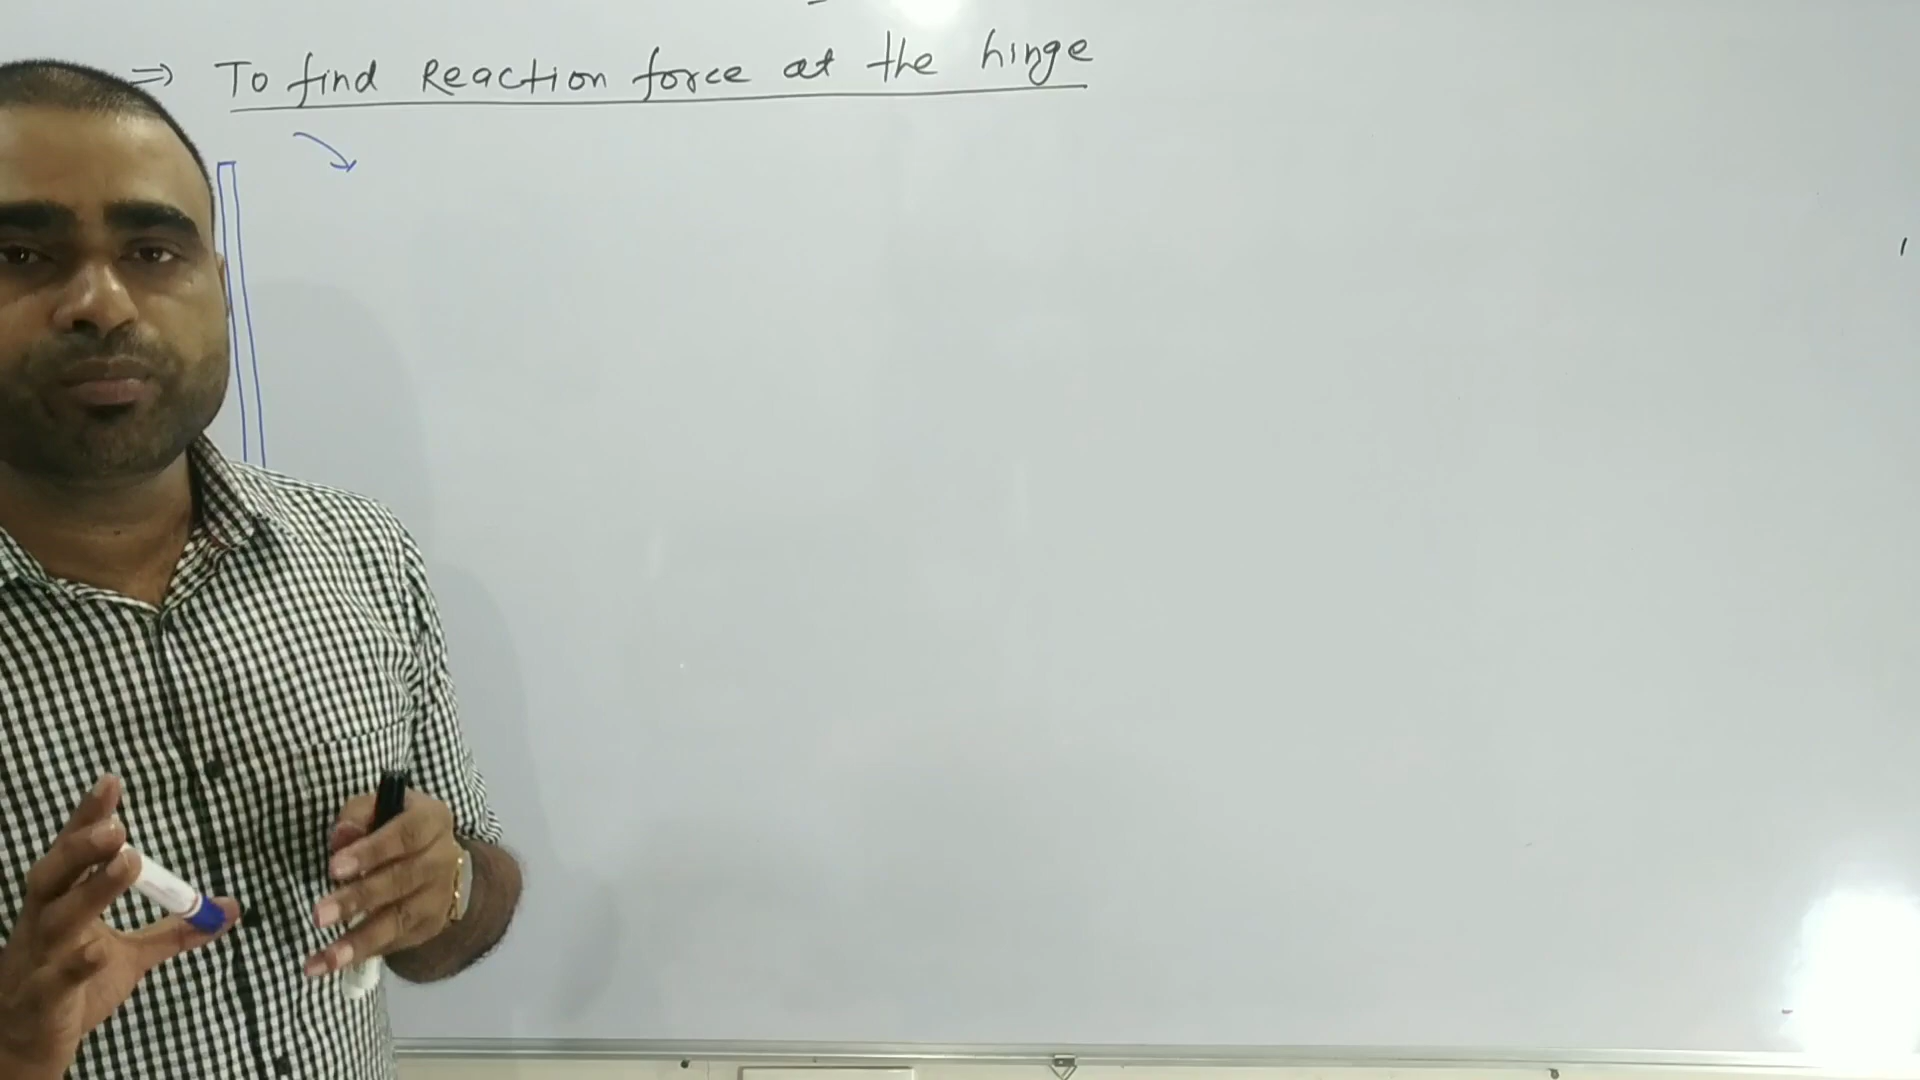 ⇒ To find Reaction force at the hinge